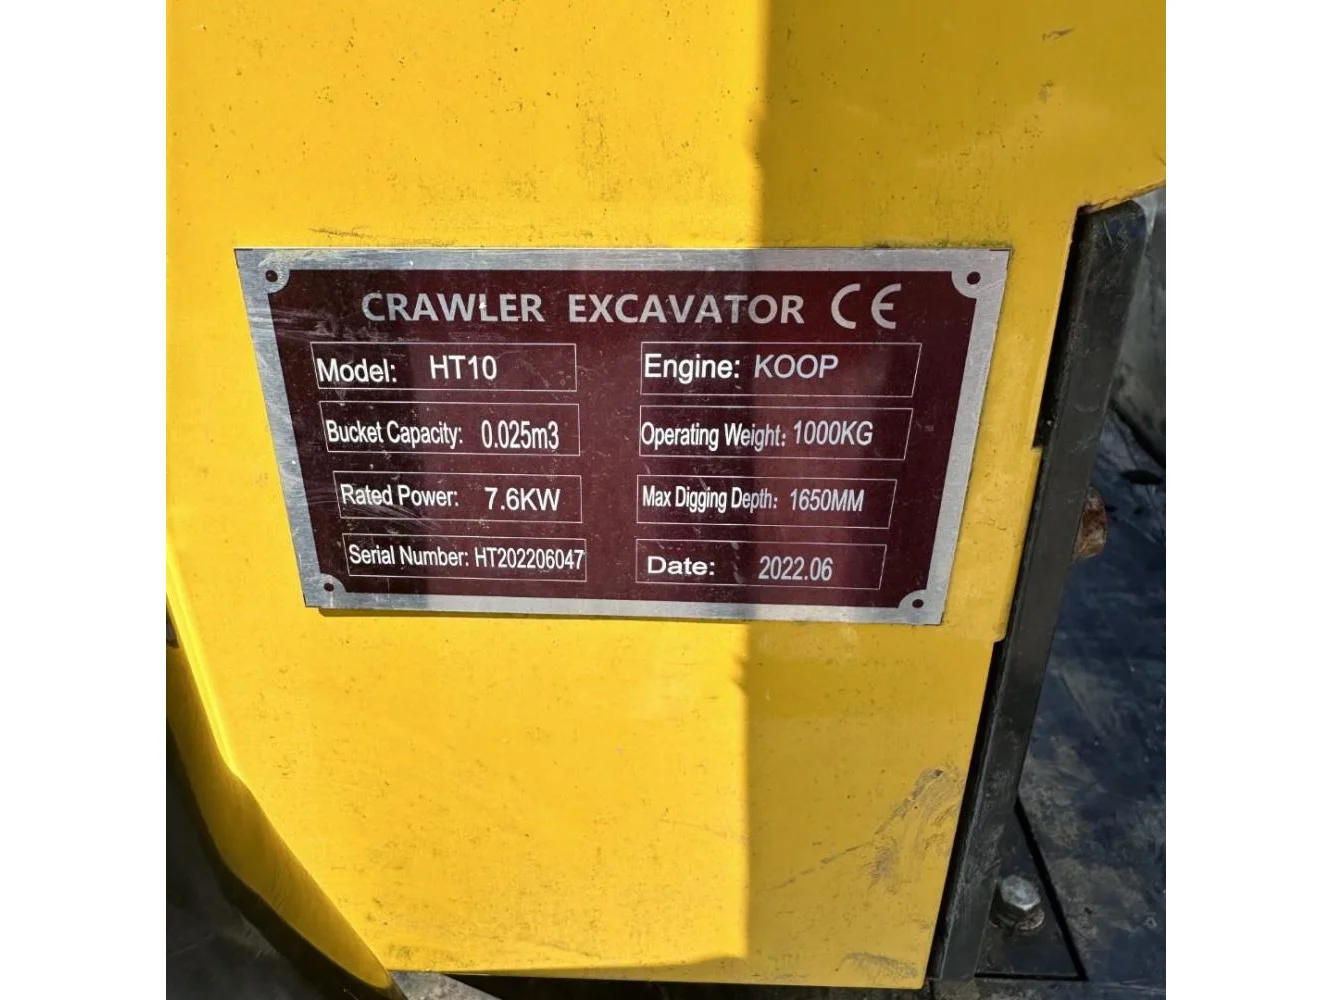 CRAWLER EXCAVATOR CE
Model: HT10
Engine: KOOP
Bucket Capacity: 0.025m3
Operating Weight: 1000KG
Rated Power: 7.6KW
Max Digging Depth: 1650MM
Serial Number: HT202206047
Date: 2022.06